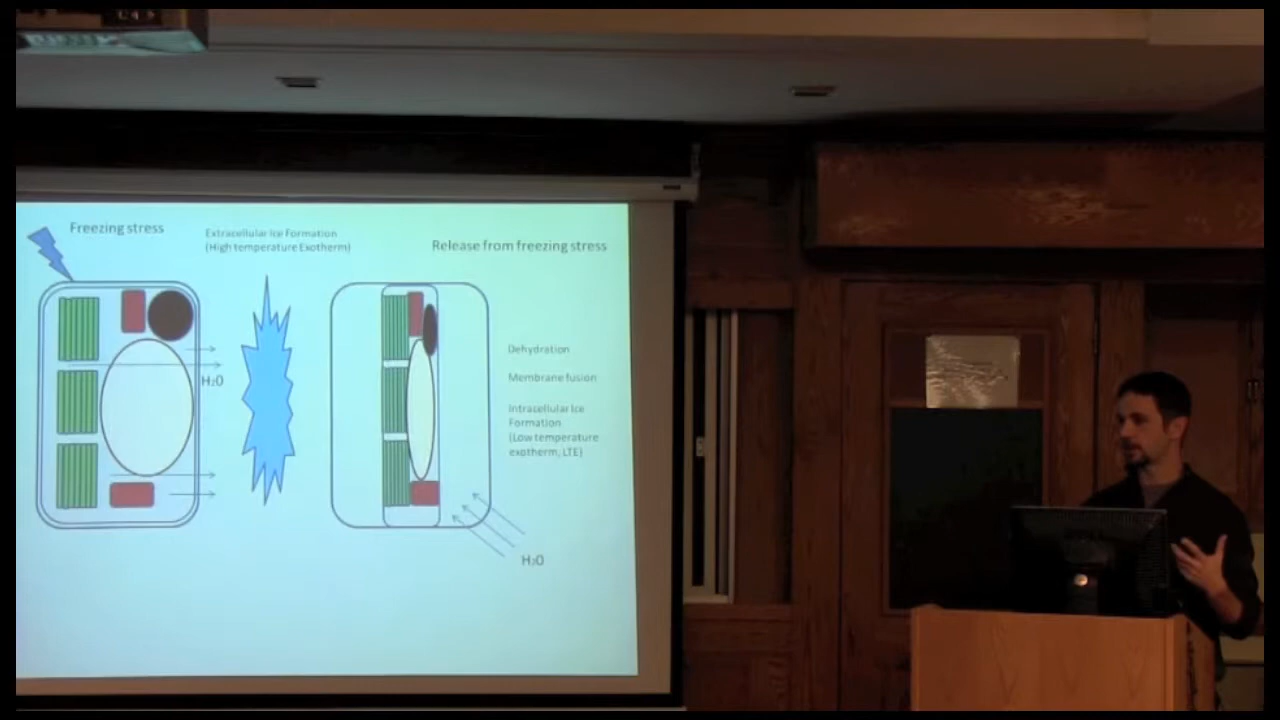 Freezing stress
Extracellular Ice Formation
(High temperature Exotherm)
Release from freezing stress
H₂0
Dehydration
Membrane fusion
Intracellular Ice
Formation
(Low temperature
exotherm, LTE)
H₂0